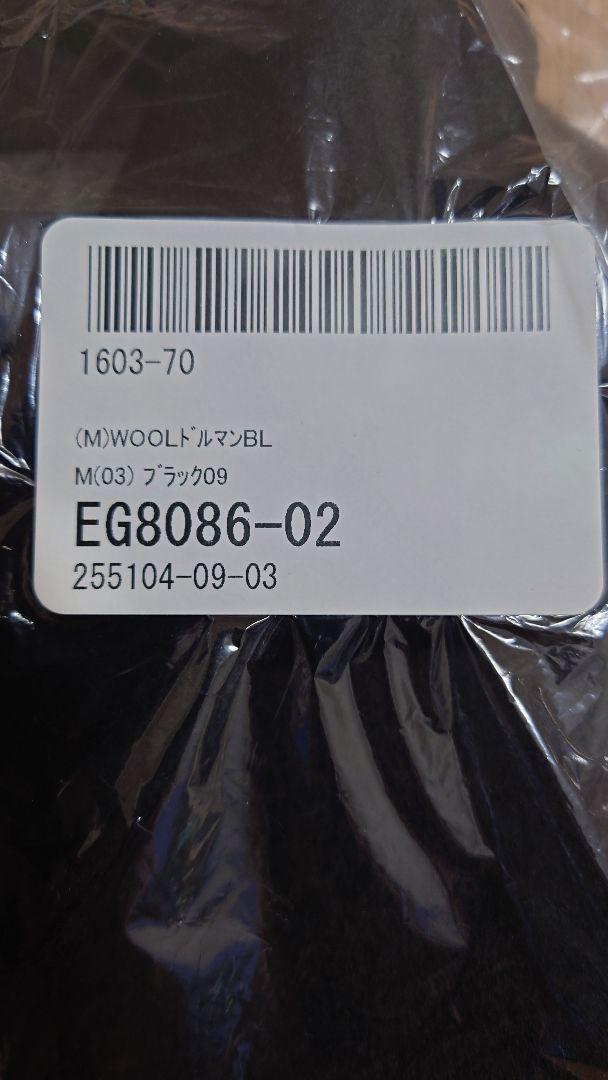 1603-70
(M)WOOLﾄﾞﾙﾏﾝBL
M(03) ﾌﾞﾗｯｸ09
EG8086-02
255104-09-03